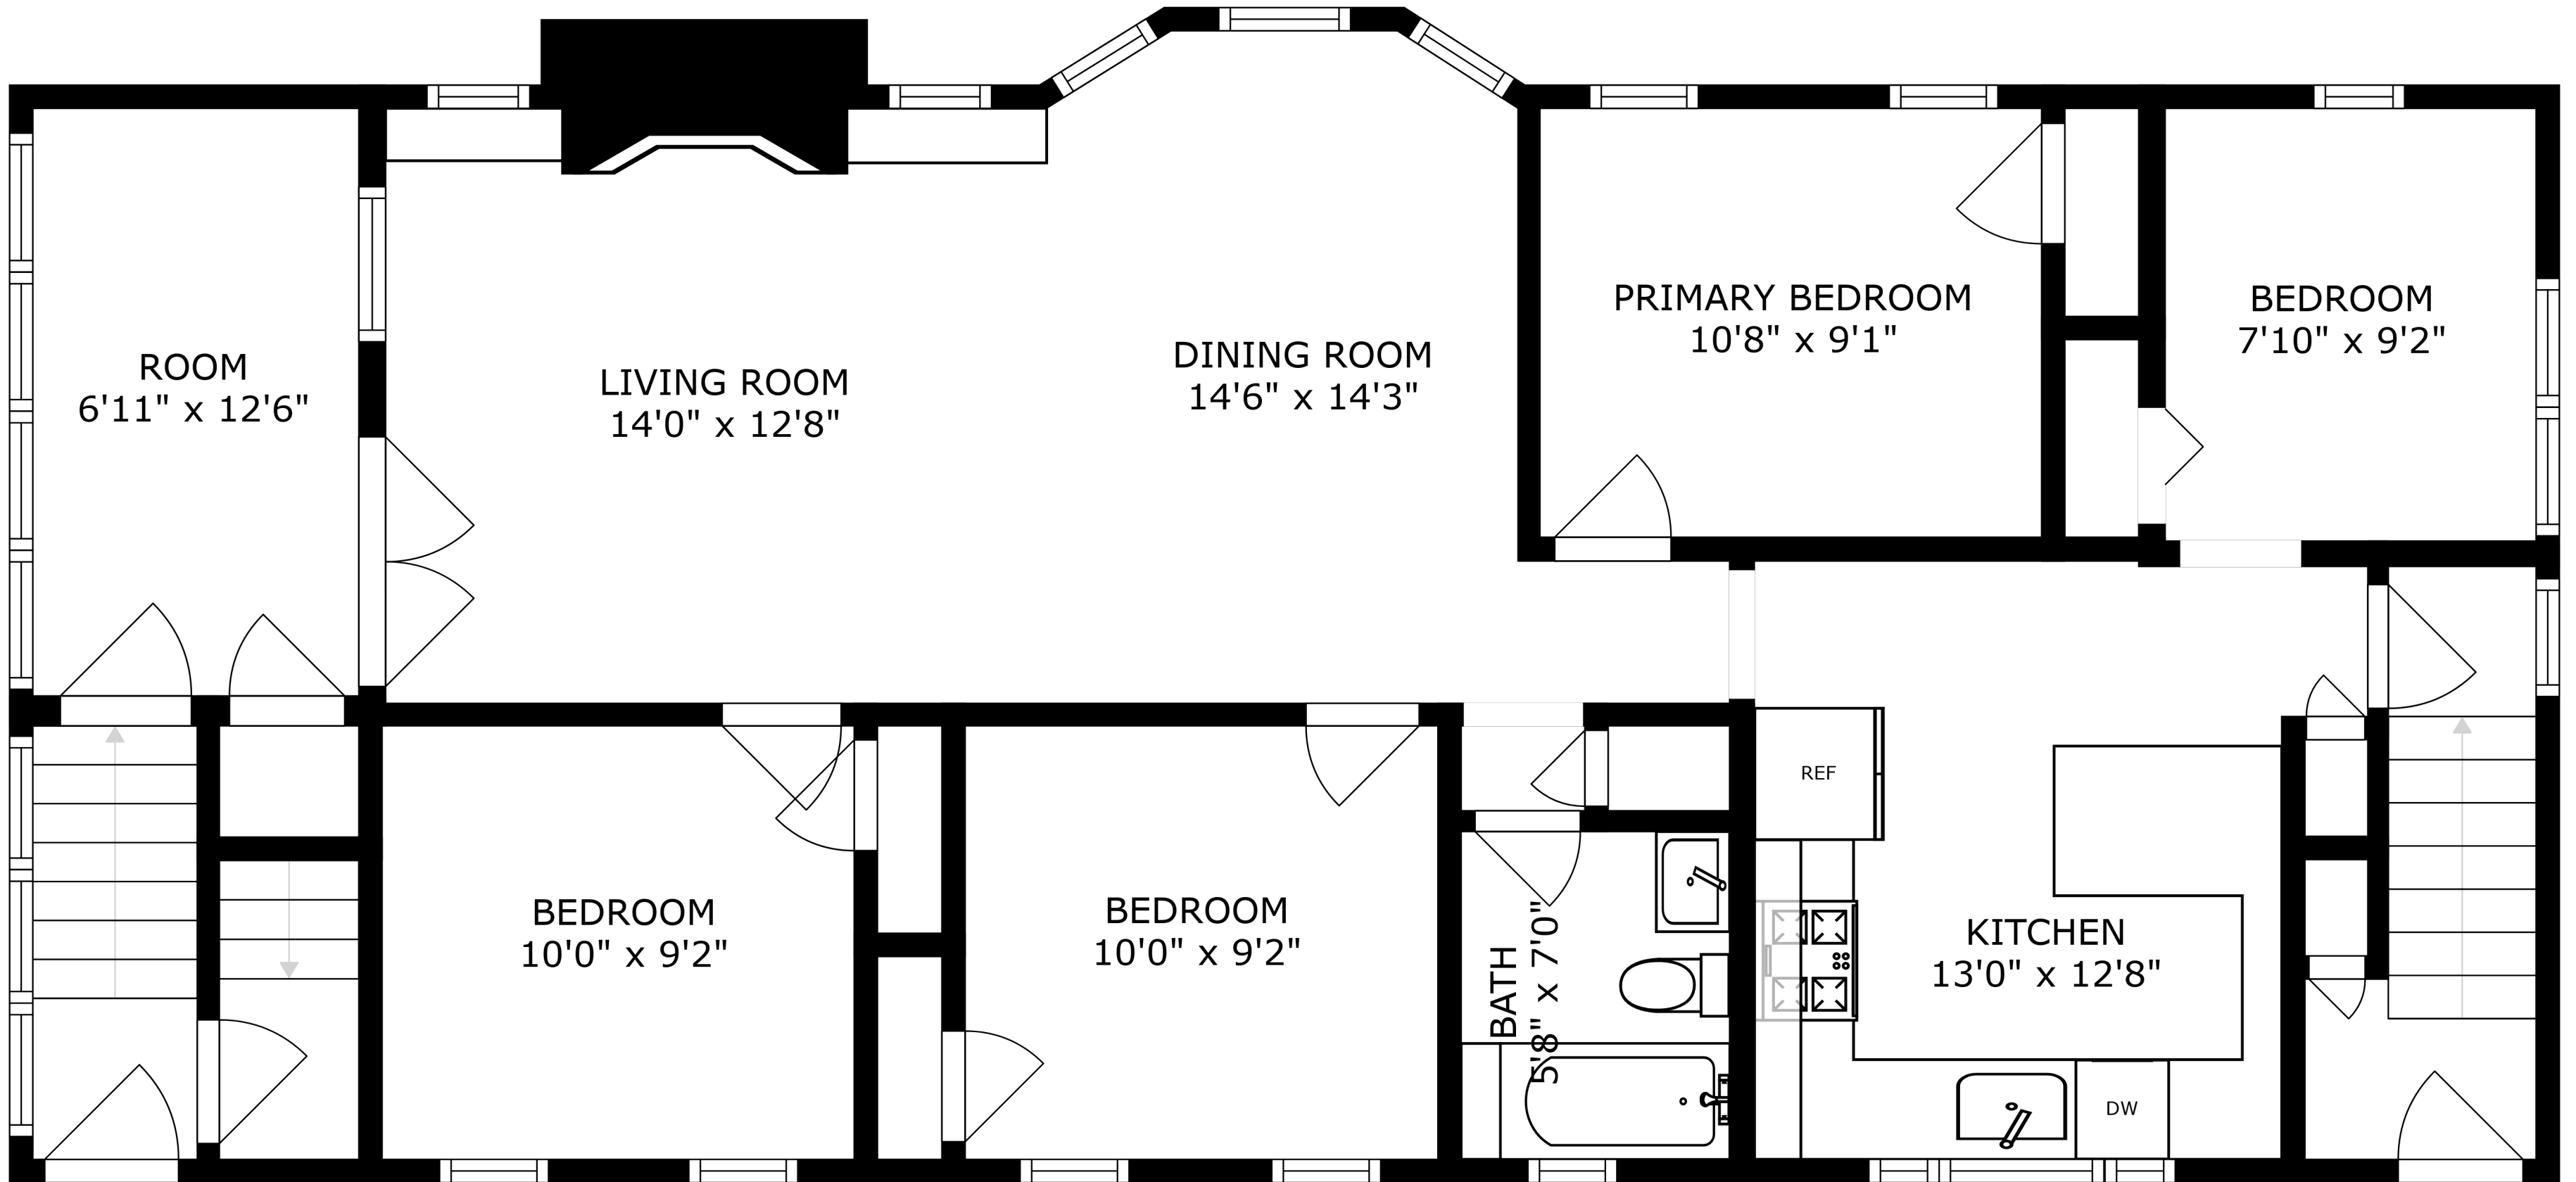 ROOM
6'11" x 12'6"
LIVING ROOM
14'0" x 12'8"
DINING ROOM
14'6" x 14'3"
PRIMARY BEDROOM
10'8" x 9'1"
BEDROOM
7'10" x 9'2"
BEDROOM
10'0" x 9'2"
BEDROOM
10'0" x 9'2"
BATH
5'8" x 7'0"
REF
KITCHEN
13'0" x 12'8"
DW